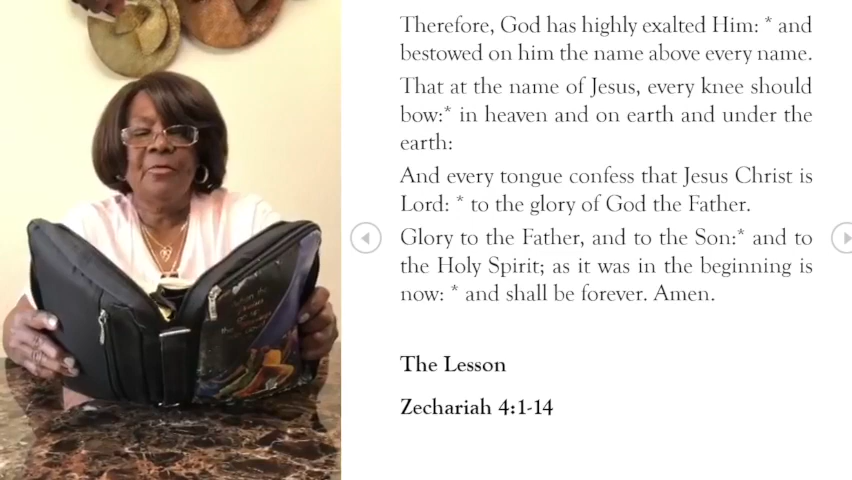 Therefore, God has highly exalted Him: * and
bestowed on him the name above every name.
That at the name of Jesus, every knee should
bow:* in heaven and on earth and under the
earth:
And every tongue confess that Jesus Christ is
Lord: * to the glory of God the Father.
Glory to the Father, and to the Son:* and to
the Holy Spirit; as it was in the beginning is
now: * and shall be forever. Amen.
The Lesson
Zechariah 4:1-14